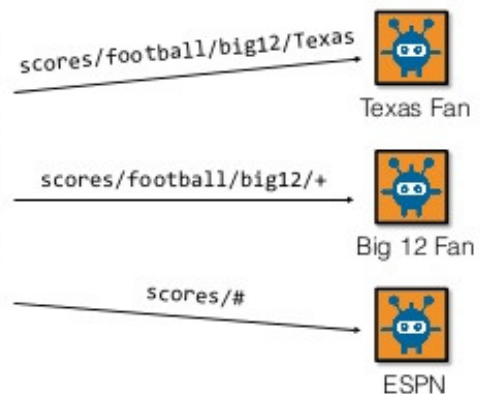 scores/football/big12/Texas
Texas Fan
scores/football/big12/+
Big 12 Fan
scores/#
ESPN